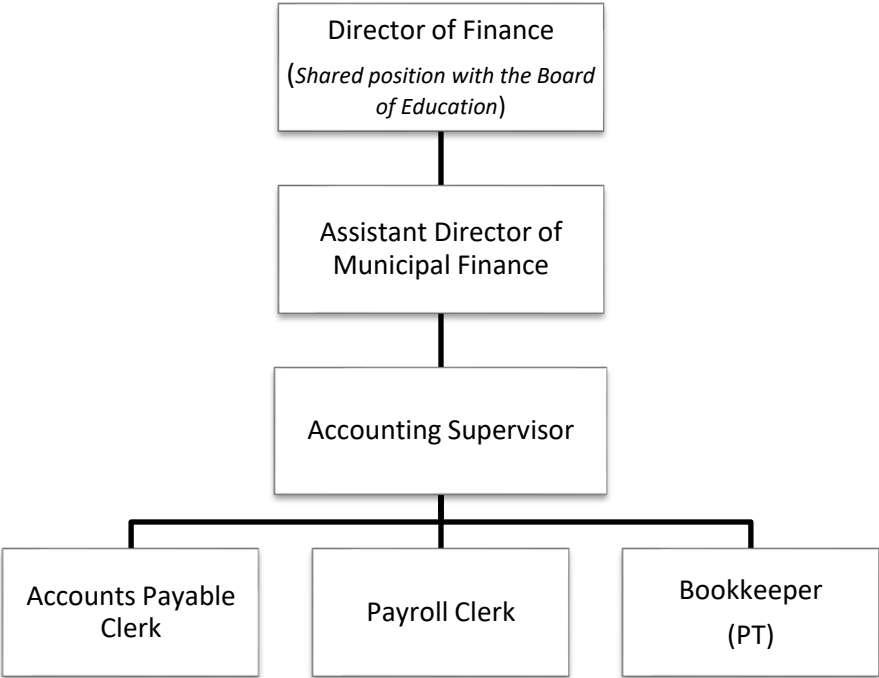 Director of Finance
(Shared position with the Board
of Education)
Assistant Director of
Municipal Finance
Accounting Supervisor
Accounts Payable
Clerk
Payroll Clerk
Bookkeeper
(PT)